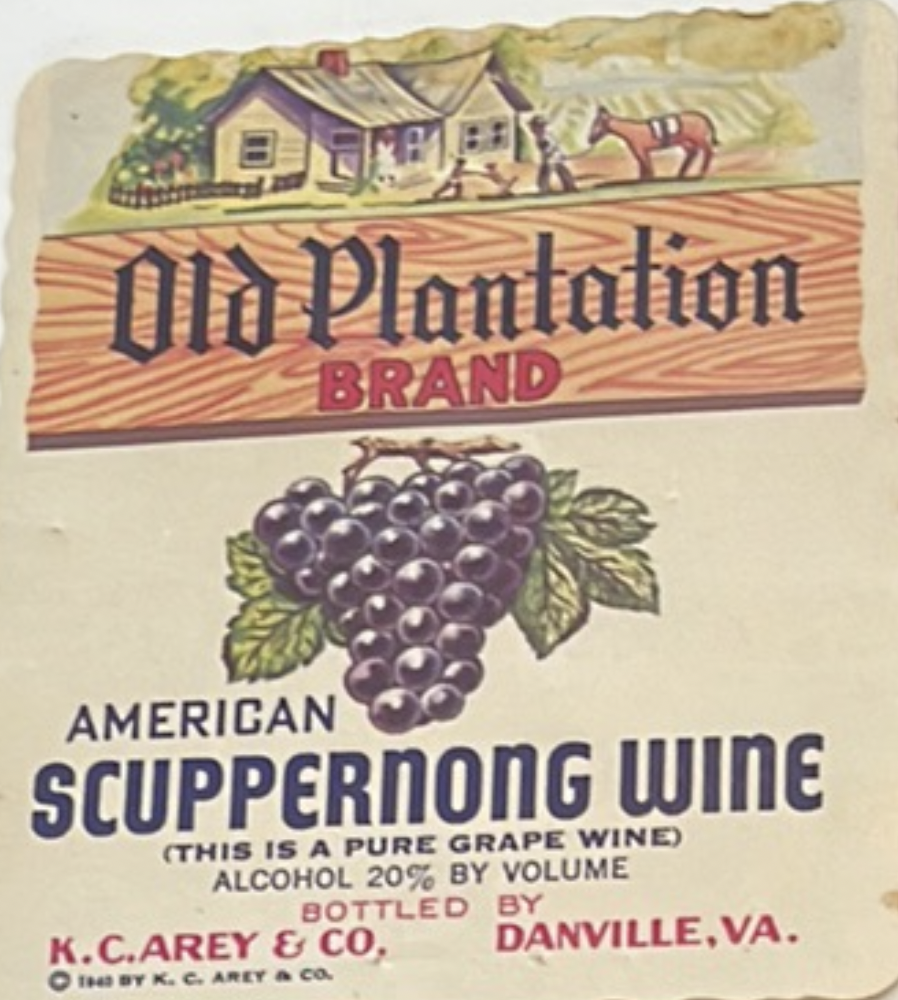 Old Plantation
BRAND
AMERICAN
SCUPPERNONG WINE
(THIS IS A PURE GRAPE WINE)
ALCOHOL 20% BY VOLUME
BOTTLED BY
K.C.AREY & CO, DANVILLE, VA.
© 1940 BY K. C. AREY & CO.